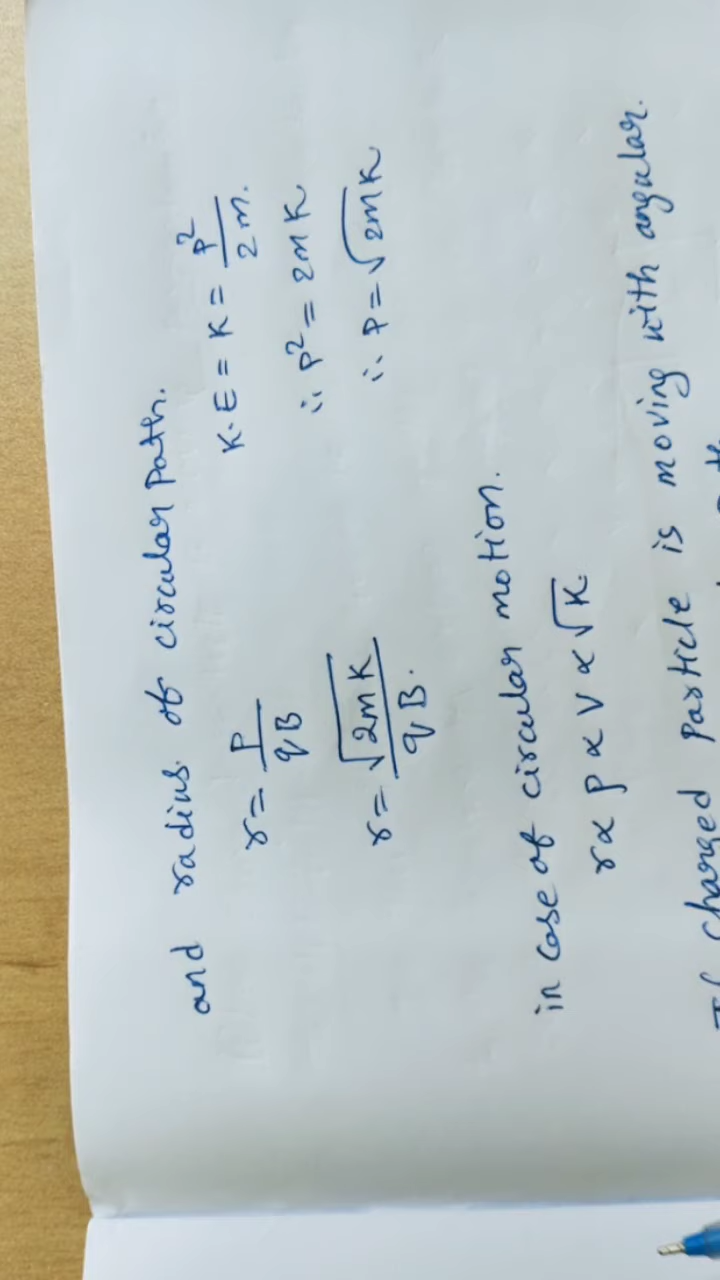 and radius of circular Path.
r = P/qB    K.E = K = P²/2m.
∴ P² = 2mK
r = √2mK/qB.    ∴ P = √2mK
in case of circular motion.
r ∝ P ∝ V ∝ √K.
If charged particle is moving with angular.